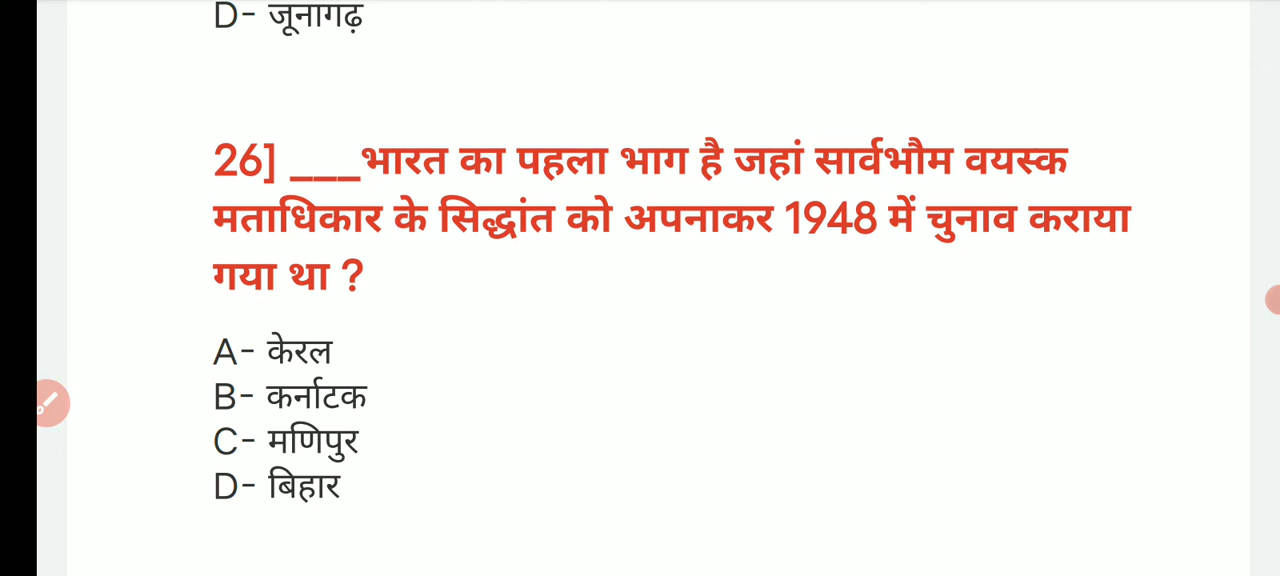 D- जूनागढ़
26] ___भारत का पहला भाग है जहां सार्वभौम वयस्क
मताधिकार के सिद्धांत को अपनाकर 1948 में चुनाव कराया
गया था ?
A- केरल
B- कर्नाटक
C- मणिपुर
D- बिहार